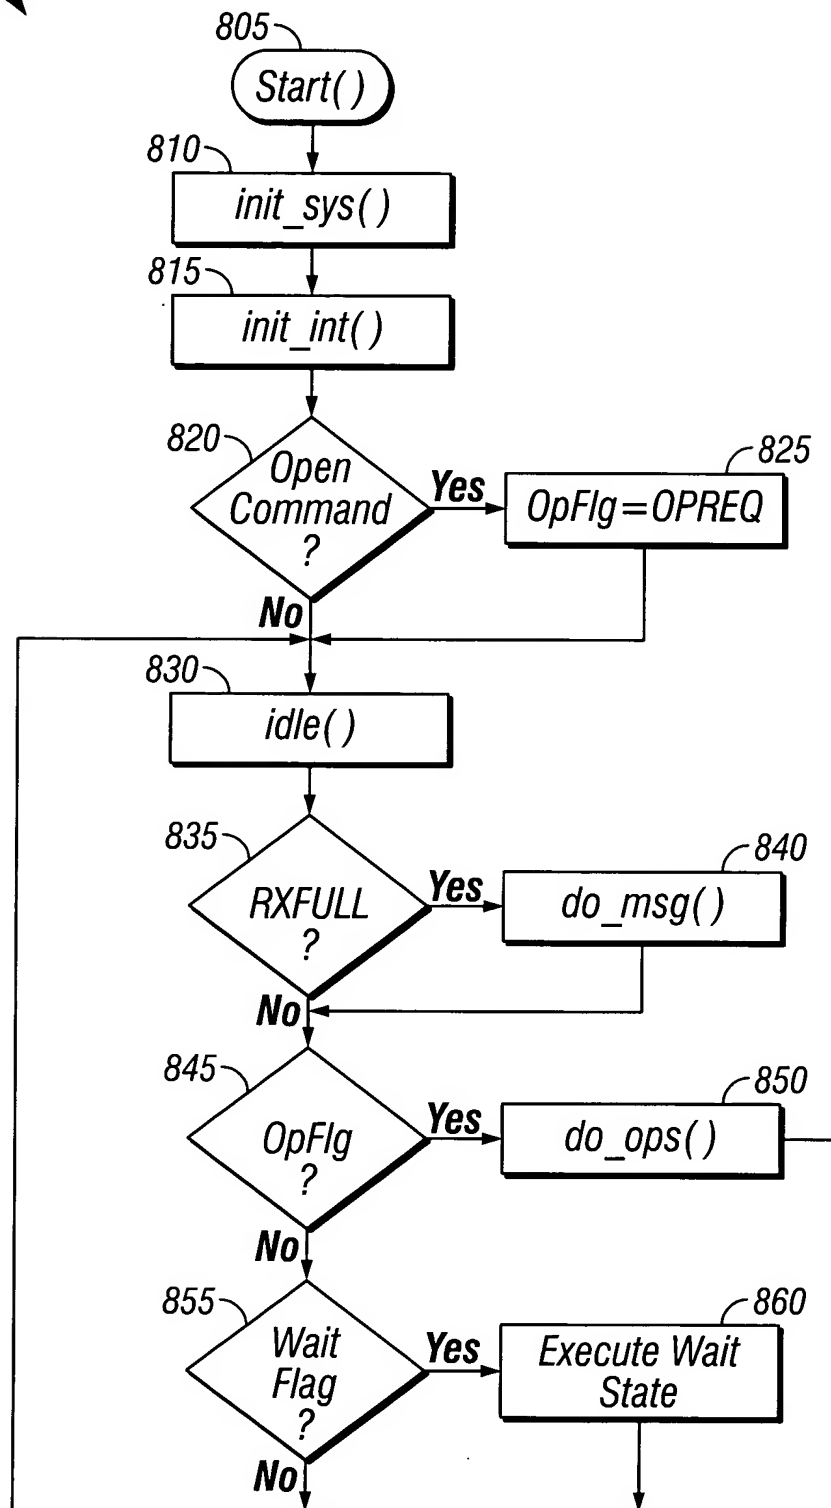 805
Start()
810
init_sys()
815
init_int()
820
Open
Command
?
Yes
825
OpFlg=OPREQ
No
830
idle()
835
RXFULL
?
Yes
840
do_msg()
No
845
OpFlg
?
Yes
850
do_ops()
No
855
Wait
Flag
?
Yes
860
Execute Wait
State
No